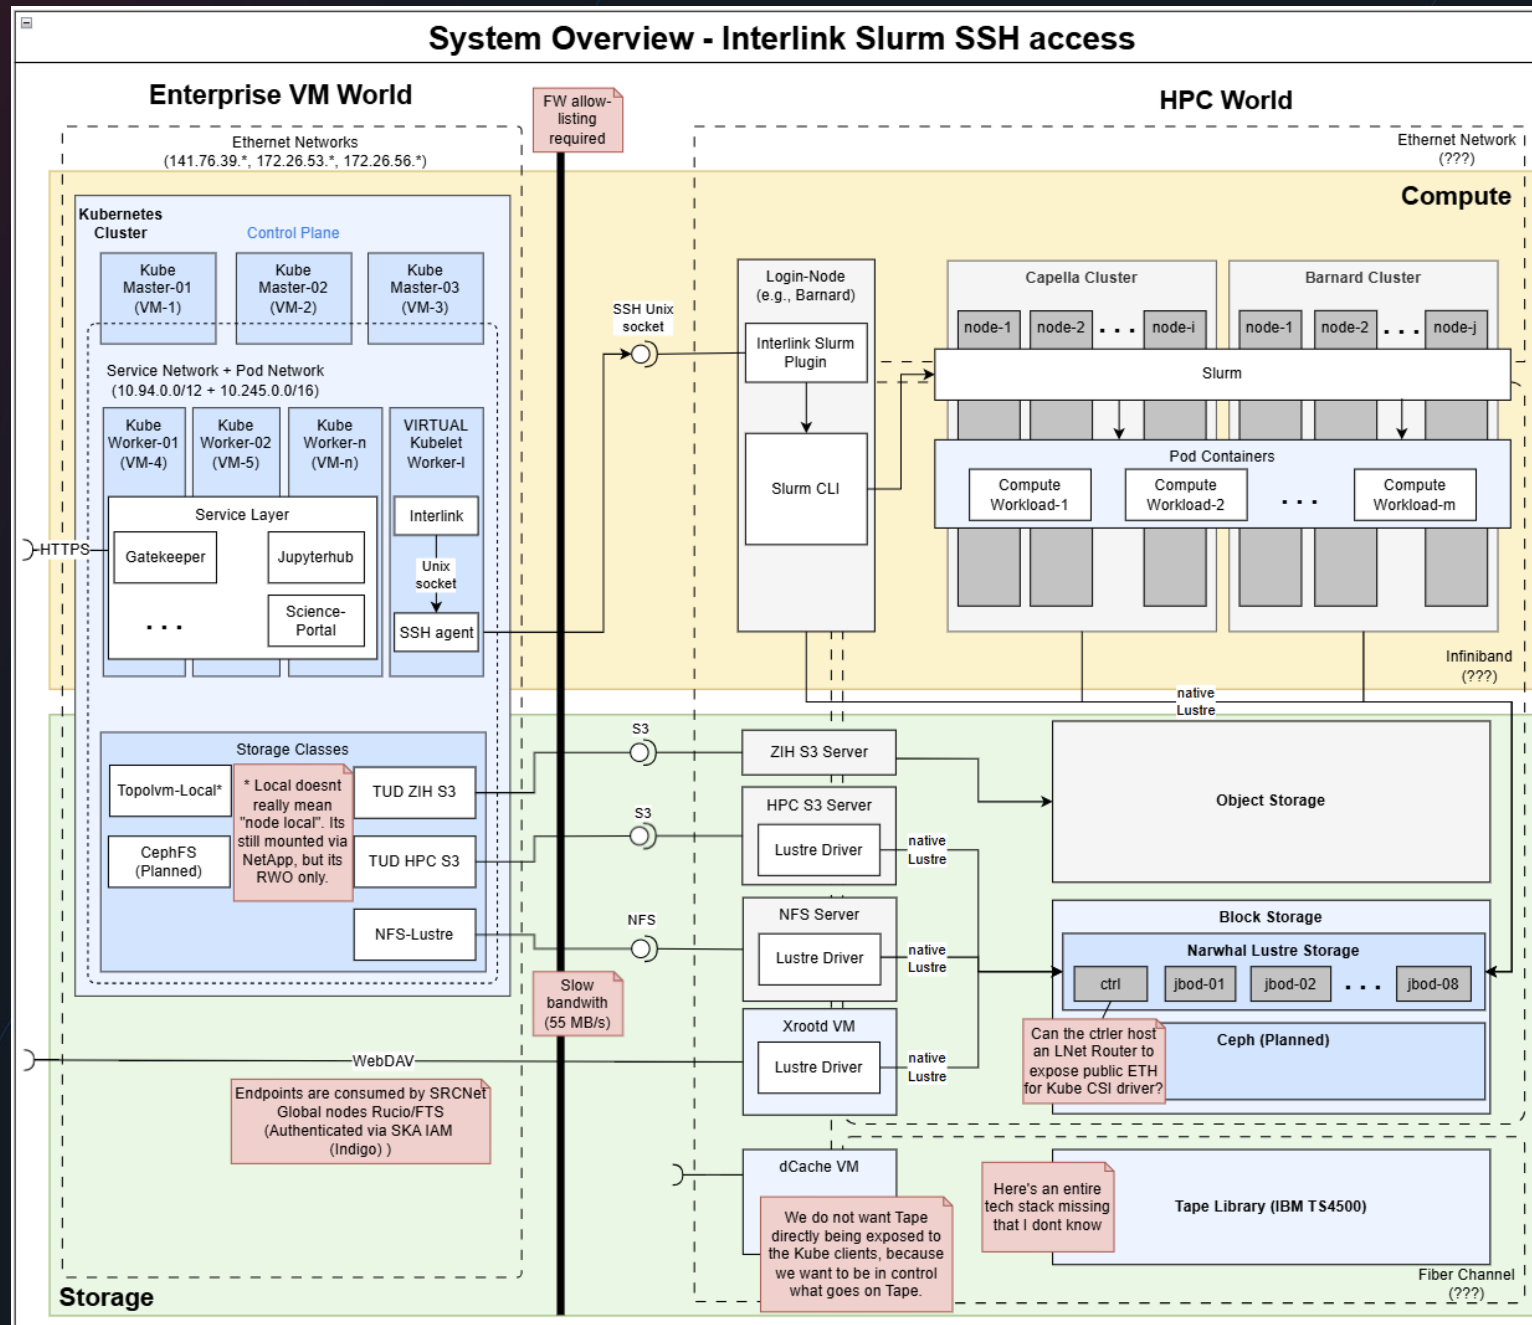 System Overview - Interlink Slurm SSH access
Enterprise VM World
HPC World
FW allow-
listing
required
Ethernet Networks
(141.76.39.*, 172.26.53.*, 172.26.56.*)
Ethernet Network
(???)
Compute
Kubernetes
Cluster
Control Plane
Kube
Master-01
(VM-1)
Kube
Master-02
(VM-2)
Kube
Master-03
(VM-3)
Service Network + Pod Network
(10.94.0.0/12 + 10.245.0.0/16)
Kube
Worker-01
(VM-4)
Kube
Worker-02
(VM-5)
Kube
Worker-n
(VM-n)
VIRTUAL
Kubelet
Worker-I
Service Layer
Gatekeeper
Jupyterhub
. . .
Science-
Portal
HTTPS
Interlink
Unix
socket
SSH agent
SSH Unix
socket
Login-Node
(e.g., Barnard)
Interlink Slurm
Plugin
Slurm CLI
Capella Cluster
node-1
node-2
. . .
node-i
Barnard Cluster
node-1
node-2
. . .
node-j
Slurm
Pod Containers
Compute
Workload-1
Compute
Workload-2
. . .
Compute
Workload-m
Infiniband
(???)
native
Lustre
Storage Classes
Topolvm-Local*
CephFS
(Planned)
* Local doesnt
really mean
"node local". Its
still mounted via
NetApp, but its
RWO only.
TUD ZIH S3
TUD HPC S3
NFS-Lustre
S3
S3
NFS
Slow
bandwith
(55 MB/s)
ZIH S3 Server
HPC S3 Server
Lustre Driver
native
Lustre
NFS Server
Lustre Driver
native
Lustre
Xrootd VM
Lustre Driver
native
Lustre
Object Storage
Block Storage
Narwhal Lustre Storage
ctrl
jbod-01
jbod-02
. . .
jbod-08
Can the ctrler host
an LNet Router to
expose public ETH
for Kube CSI driver?
Ceph (Planned)
WebDAV
Endpoints are consumed by SRCNet
Global nodes Rucio/FTS
(Authenticated via SKA IAM
(Indigo) )
dCache VM
We do not want Tape
directly being exposed to
the Kube clients, because
we want to be in control
what goes on Tape.
Here's an entire
tech stack missing
that I dont know
Tape Library (IBM TS4500)
Fiber Channel
(???)
Storage